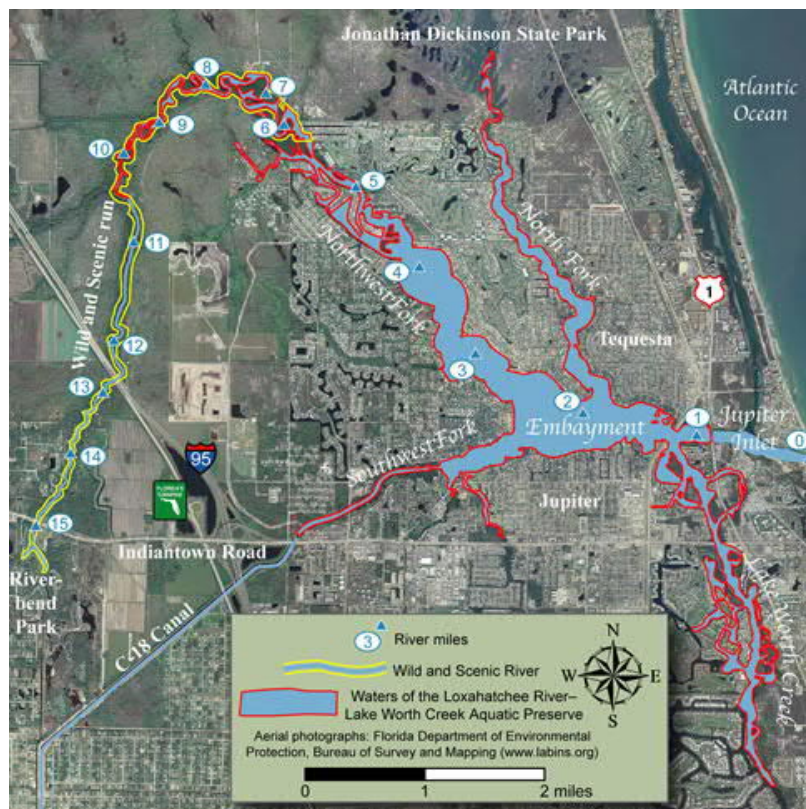 Jonathan Dickinson State Park
Atlantic
Ocean
8
7
9
6
10
5
11
Wild and Scenic run
Northwest Fork
4
North Fork
1
12
3
Tequesta
13
2
Embayment
1
Jupiter
Inlet
0
14
95
FLORIDA'S
TURNPIKE
Southwest Fork
Jupiter
15
Indiantown Road
River-
bend
Park
C-18 Canal
Lake Worth Creek
3
River miles
Wild and Scenic River
Waters of the Loxahatchee River–
Lake Worth Creek Aquatic Preserve
Aerial photographs: Florida Department of Environmental
Protection, Bureau of Survey and Mapping (www.labins.org)
N
W
E
S
0
1
2 miles